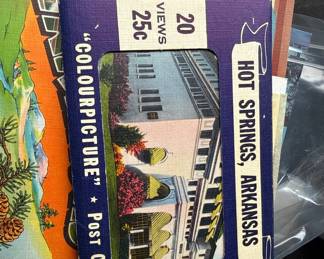 HOT SPRINGS, ARKANSAS
20
VIEWS
25c
"COLOURPICTURE" ★ POST